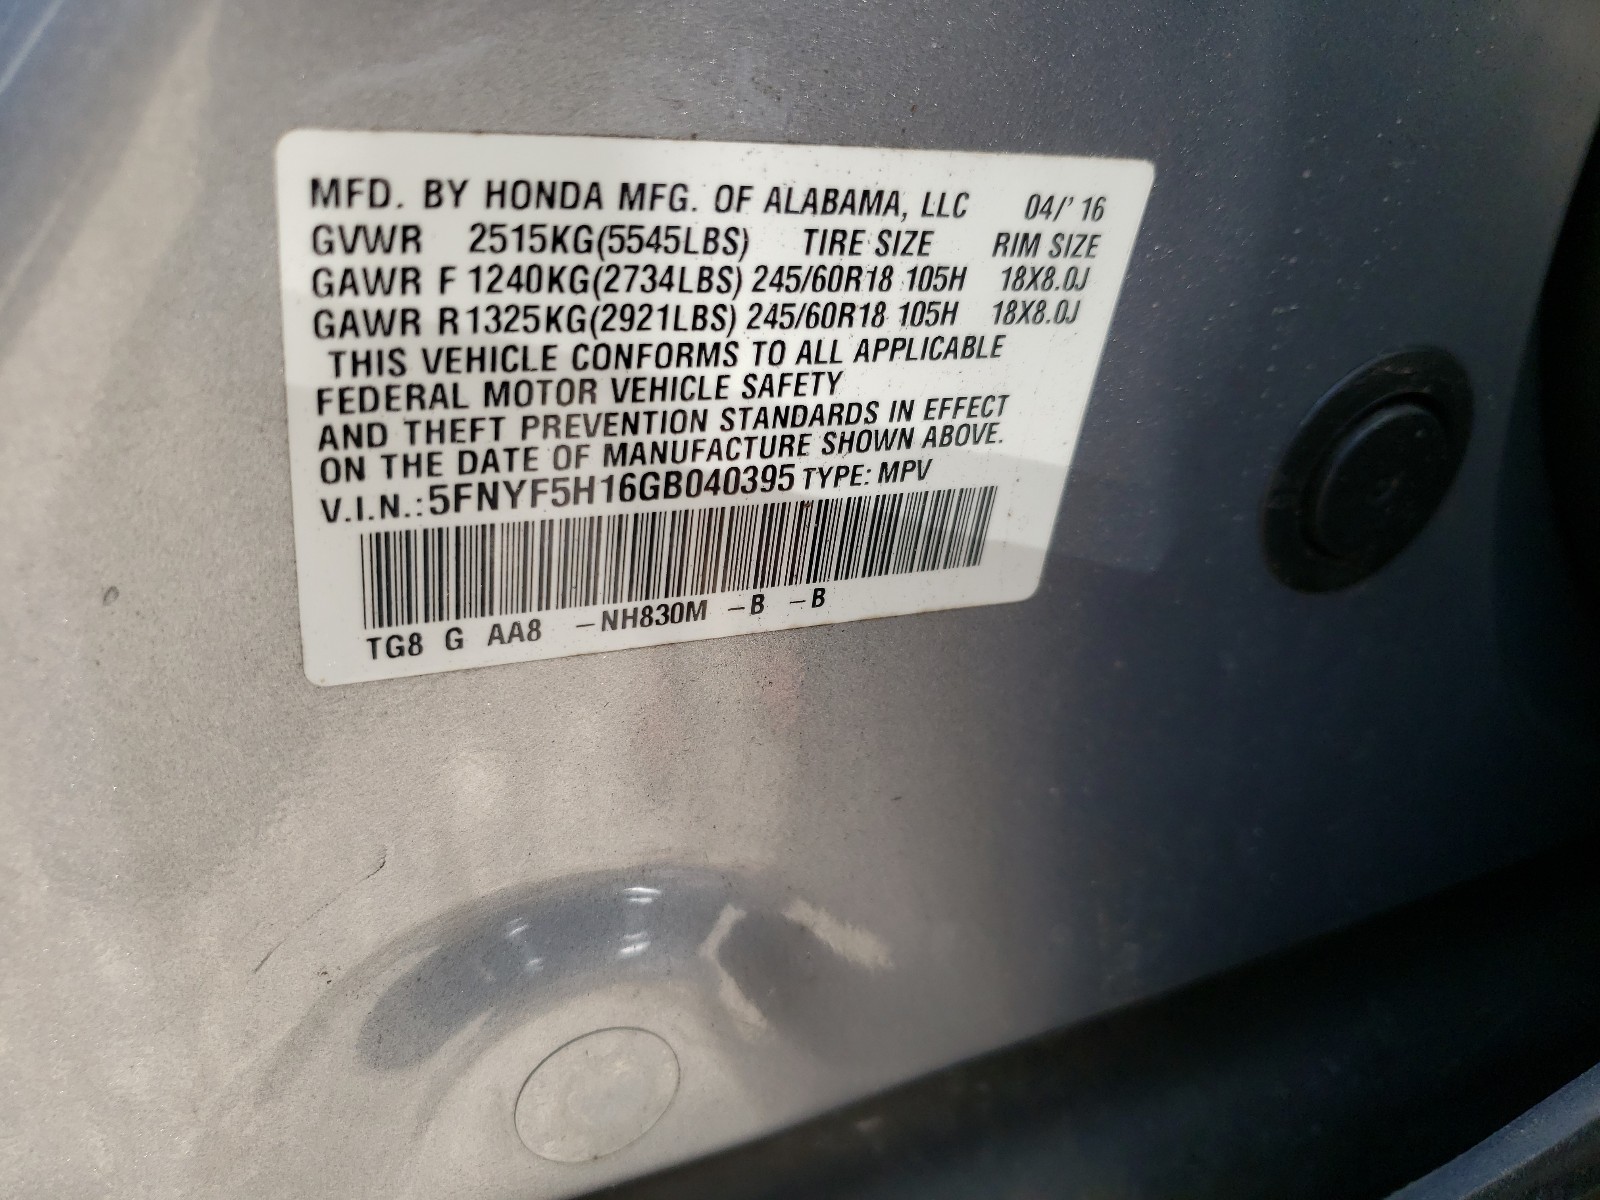 MFD. BY HONDA MFG. OF ALABAMA, LLC 04/'16
GVWR 2515KG(5545LBS) TIRE SIZE RIM SIZE
GAWR F 1240KG(2734LBS) 245/60R18 105H 18X8.0J
GAWR R 1325KG(2921LBS) 245/60R18 105H 18X8.0J
THIS VEHICLE CONFORMS TO ALL APPLICABLE
FEDERAL MOTOR VEHICLE SAFETY
AND THEFT PREVENTION STANDARDS IN EFFECT
ON THE DATE OF MANUFACTURE SHOWN ABOVE.
V.I.N.:5FNYF5H16GB040395 TYPE: MPV
TG8 G AA8 -NH830M -B -B